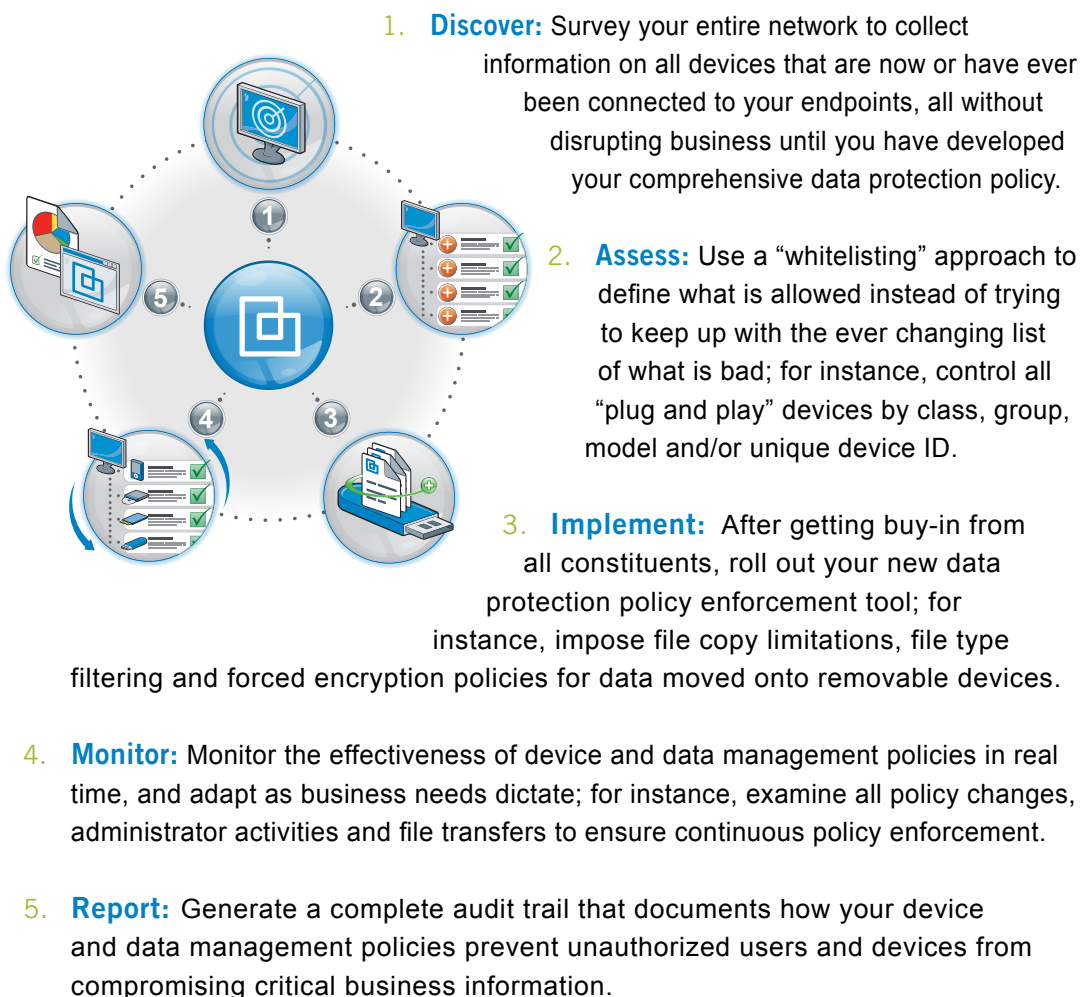 1. Discover: Survey your entire network to collect
information on all devices that are now or have ever
been connected to your endpoints, all without
disrupting business until you have developed
your comprehensive data protection policy.
1
2
5
4
3
2. Assess: Use a “whitelisting” approach to
define what is allowed instead of trying
to keep up with the ever changing list
of what is bad; for instance, control all
“plug and play” devices by class, group,
model and/or unique device ID.
3. Implement: After getting buy-in from
all constituents, roll out your new data
protection policy enforcement tool; for
instance, impose file copy limitations, file type
filtering and forced encryption policies for data moved onto removable devices.
4. Monitor: Monitor the effectiveness of device and data management policies in real
time, and adapt as business needs dictate; for instance, examine all policy changes,
administrator activities and file transfers to ensure continuous policy enforcement.
5. Report: Generate a complete audit trail that documents how your device
and data management policies prevent unauthorized users and devices from
compromising critical business information.